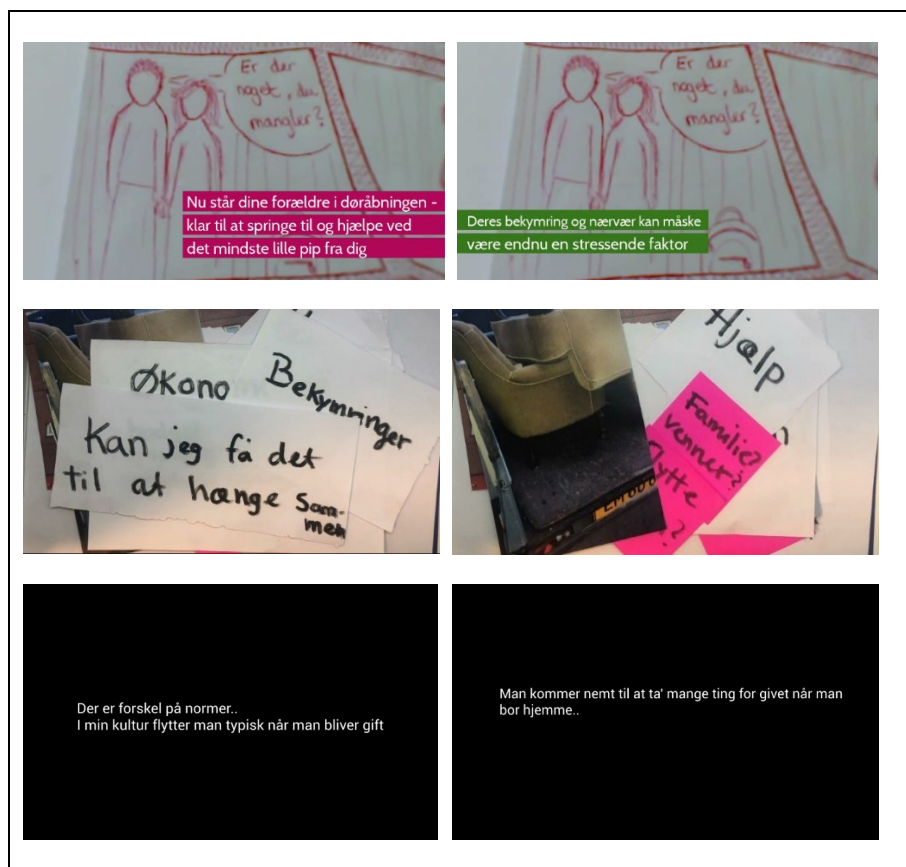 Er der
noget, du
mangler?
Nu står dine forældre i døråbningen -
klar til at springe til og hjælpe ved
det mindste lille pip fra dig
Er der
noget, du
mangler?
Deres bekymring og nærvær kan måske
være endnu en stressende faktor
Økono
Bekymringer
Kan jeg få det
til at hænge sam-
men
Hjælp
Familie?
venner?
flytte
?
Der er forskel på normer..
I min kultur flytter man typisk når man bliver gift
Man kommer nemt til at ta' mange ting for givet når man
bor hjemme..